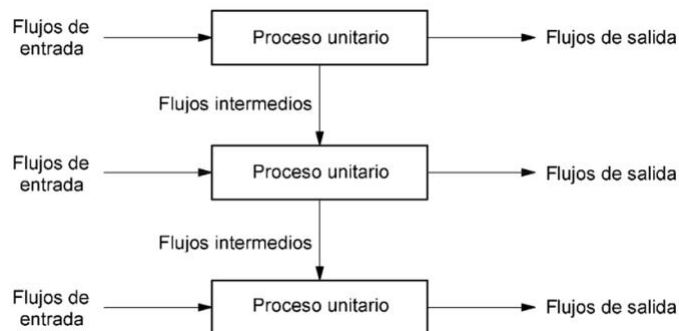 Flujos de
entrada
Proceso unitario
Flujos de salida
Flujos intermedios
Flujos de
entrada
Proceso unitario
Flujos de salida
Flujos intermedios
Flujos de
entrada
Proceso unitario
Flujos de salida